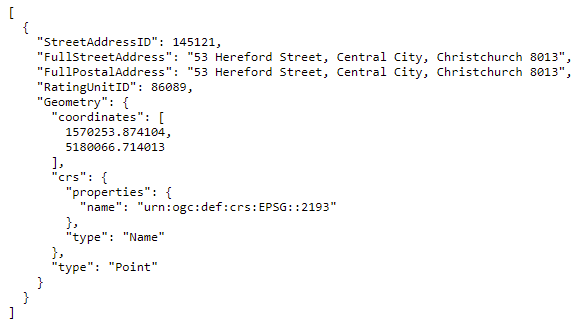 [
  {
    "StreetAddressID": 145121,
    "FullStreetAddress": "53 Hereford Street, Central City, Christchurch 8013",
    "FullPostalAddress": "53 Hereford Street, Central City, Christchurch 8013",
    "RatingUnitID": 86089,
    "Geometry": {
      "coordinates": [
        1570253.874104,
        5180066.714013
      ],
      "crs": {
        "properties": {
          "name": "urn:ogc:def:crs:EPSG::2193"
        },
        "type": "Name"
      },
      "type": "Point"
    }
  }
]